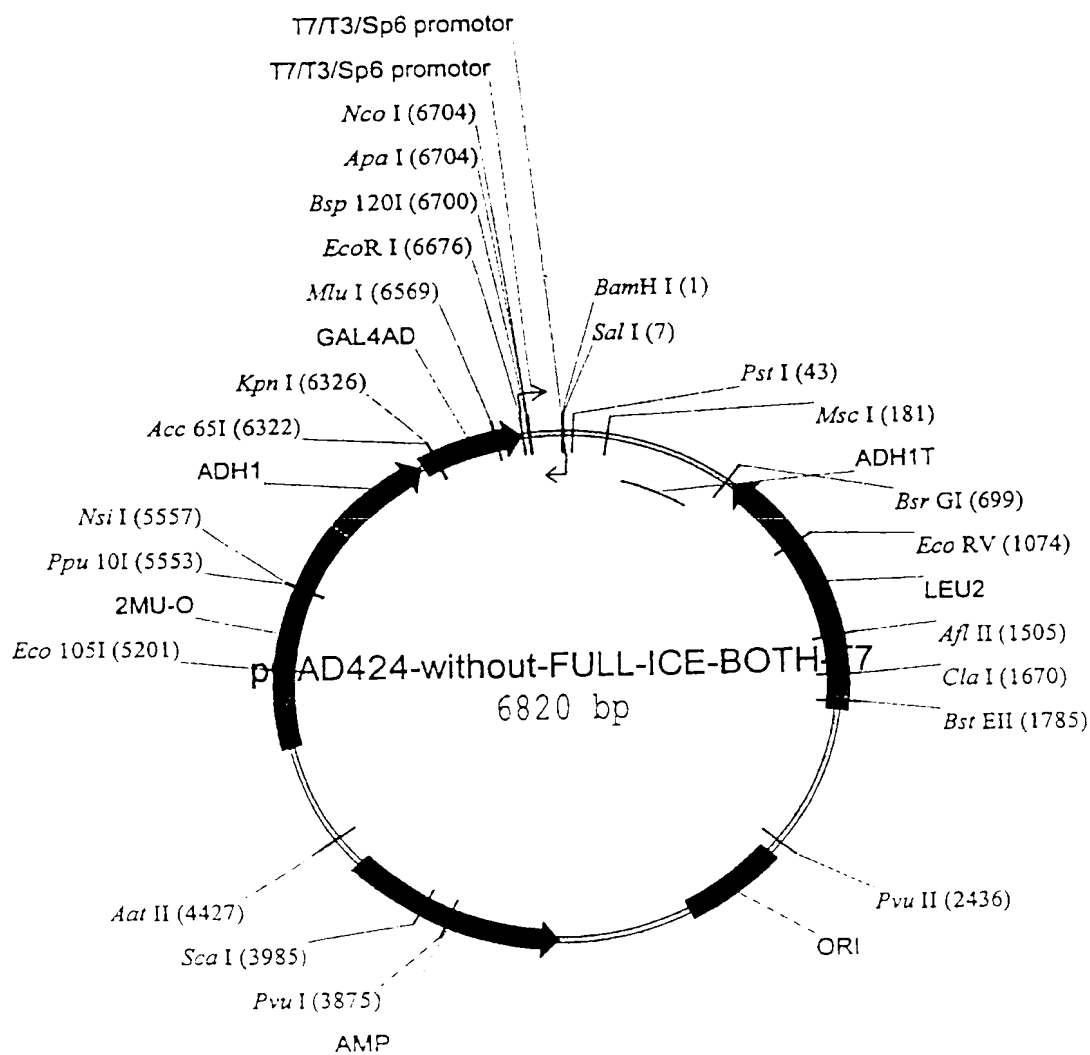 T7/T3/Sp6 promotor
T7/T3/Sp6 promotor
Nco I (6704)
Apa I (6704)
Bsp 120I (6700)
EcoR I (6676)
Mlu I (6569)
GAL4AD
Kpn I (6326)
Acc 65I (6322)
ADH1
Nsi I (5557)
Ppu 10I (5553)
2MU-O
Eco 105I (5201)
BamH I (1)
Sal I (7)
Pst I (43)
Msc I (181)
ADH1T
Bsr GI (699)
Eco RV (1074)
LEU2
Afl II (1505)
Cla I (1670)
Bst EII (1785)
AD424-without-FULL-ICE-BOTH-T7
6820 bp
Aat II (4427)
Sca I (3985)
Pvu I (3875)
AMP
Pvu II (2436)
ORI